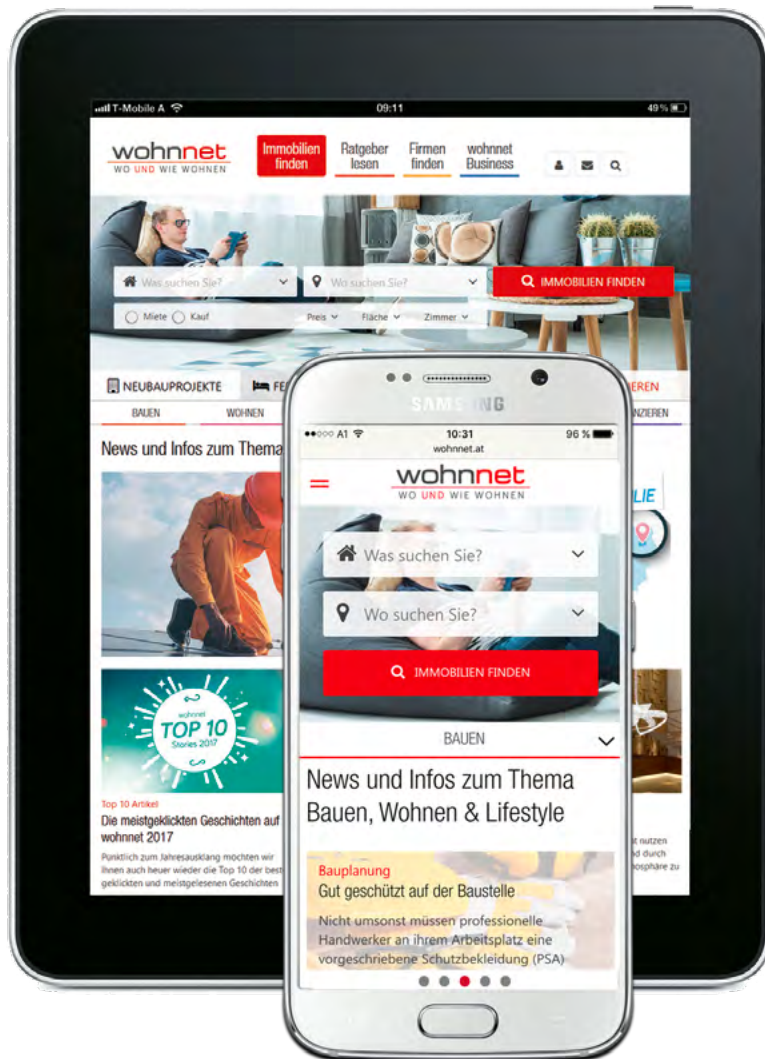 T-Mobile A
09:11
49 %
wohnnet
WO UND WIE WOHNEN
Immobilien
finden
Ratgeber
lesen
Firmen
finden
wohnnet
Business
Was suchen Sie?
Wo suchen Sie?
IMMOBILIEN FINDEN
Miete
Kauf
Preis
Fläche
Zimmer
NEUBAUPROJEKTE
BAUEN
WOHNEN
News und Infos zum Thema
LIE
wohnnet
TOP 10
Stories 2017
Top 10 Artikel
Die meistgeklickten Geschichten auf
wohnnet 2017
Pünktlich zum Jahresausklang möchten wir
Ihnen auch heuer wieder die Top 10 der best
geklickten und meistgelesenen Geschichten
nutzen
durch
zu
SAMSUNG
A1
10:31
96 %
wohnnet.at
wohnnet
WO UND WIE WOHNEN
Was suchen Sie?
Wo suchen Sie?
IMMOBILIEN FINDEN
BAUEN
News und Infos zum Thema
Bauen, Wohnen & Lifestyle
Bauplanung
Gut geschützt auf der Baustelle
Nicht umsonst müssen professionelle
Handwerker an ihrem Arbeitsplatz eine
vorgeschriebene Schutzbekleidung (PSA)